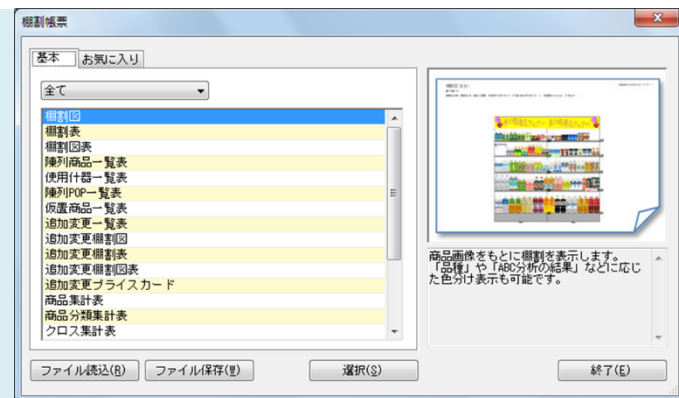 棚割帳票
基本
お気に入り
全て
棚割図
棚割表
棚割図表
陳列商品一覧表
使用什器一覧表
陳列POP一覧表
仮置商品一覧表
追加変更一覧表
追加変更棚割図
追加変更棚割表
追加変更棚割図表
追加変更プライスカード
商品集計表
商品分類集計表
クロス集計表
商品画像をもとに棚割を表示します。
「品種」や「ABC分析の結果」などに応じ
た色分け表示も可能です。
ファイル読込(R)
ファイル保存(W)
選択(S)
終了(E)